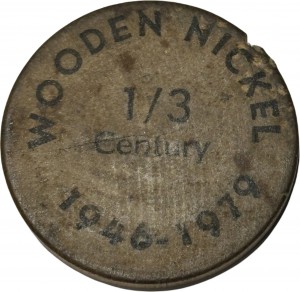 WOODEN NICKEL
1/3
Century
1946-1979